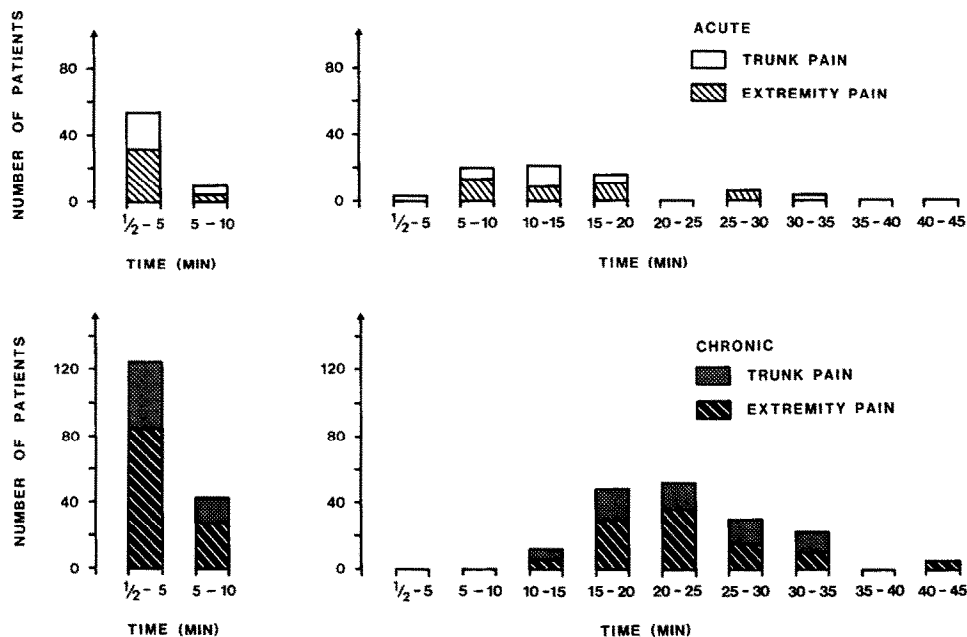 NUMBER OF PATIENTS
80
40
0
½ - 5 5 - 10
TIME (MIN)
80
40
0
½ - 5 5 - 10 10 - 15 15 - 20 20 - 25 25 - 30 30 - 35 35 - 40 40 - 45
TIME (MIN)
ACUTE
TRUNK PAIN
EXTREMITY PAIN
NUMBER OF PATIENTS
120
80
40
0
½ - 5 5 - 10
TIME (MIN)
120
80
40
0
½ - 5 5 - 10 10 - 15 15 - 20 20 - 25 25 - 30 30 - 35 35 - 40 40 - 45
TIME (MIN)
CHRONIC
TRUNK PAIN
EXTREMITY PAIN